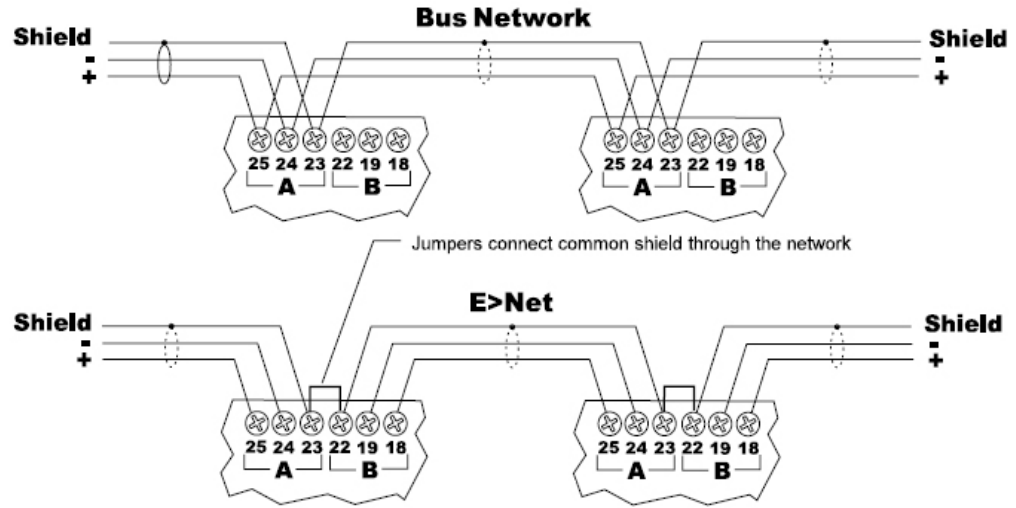 Bus Network
Shield Shield
- -
+ +
25 24 23 22 19 18 25 24 23 22 19 18
A B A B
Jumpers connect common shield through the network
E>Net
Shield Shield
- -
+ +
25 24 23 22 19 18 25 24 23 22 19 18
A B A B